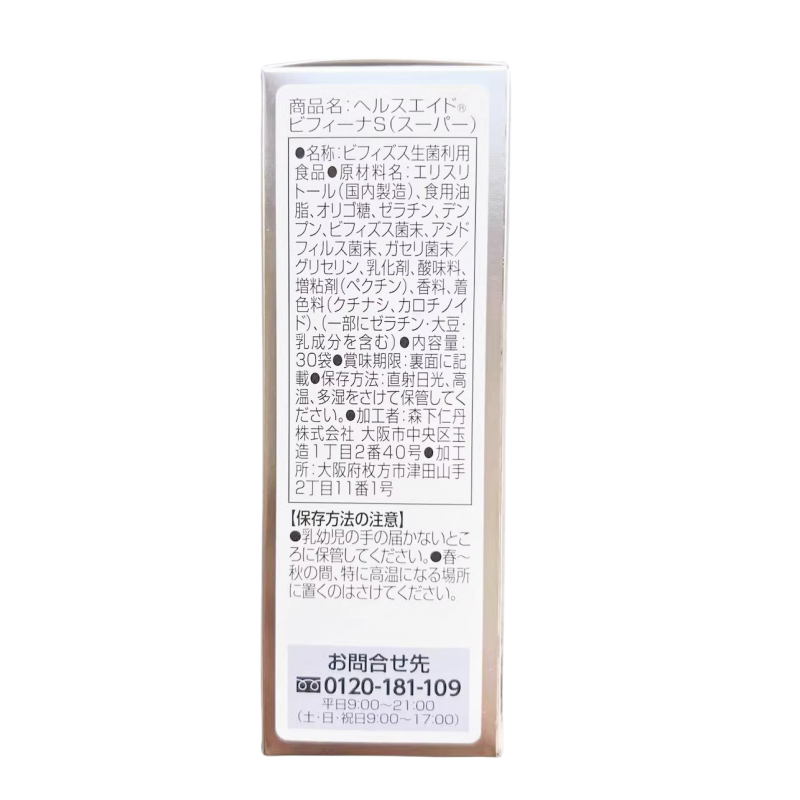 商品名：ヘルスエイド®
ビフィーナS（スーパー）
●名称：ビフィズス生菌利用
食品●原材料名：エリスリ
トール（国内製造）、食用油
脂、オリゴ糖、ゼラチン、デン
プン、ビフィズス菌末、アシド
フィルス菌末、ガセリ菌末／
グリセリン、乳化剤、酸味料、
増粘剤（ペクチン）、香料、着
色料（クチナシ、カロチノイ
ド）、（一部にゼラチン・大豆・
乳成分を含む）●内容量：
30袋●賞味期限：裏面に記
載●保存方法：直射日光、高
温、多湿をさけて保管してく
ださい。●加工者：森下仁丹
株式会社 大阪市中央区玉
造1丁目2番40号●加工
所：大阪府枚方市津田山手
2丁目11番1号
【保存方法の注意】
●乳幼児の手の届かないとこ
ろに保管してください。●春〜
秋の間、特に高温になる場所
に置くのはさけてください。
お問合せ先
0120-181-109
平日9:00〜21:00
（土・日・祝日9:00〜17:00）